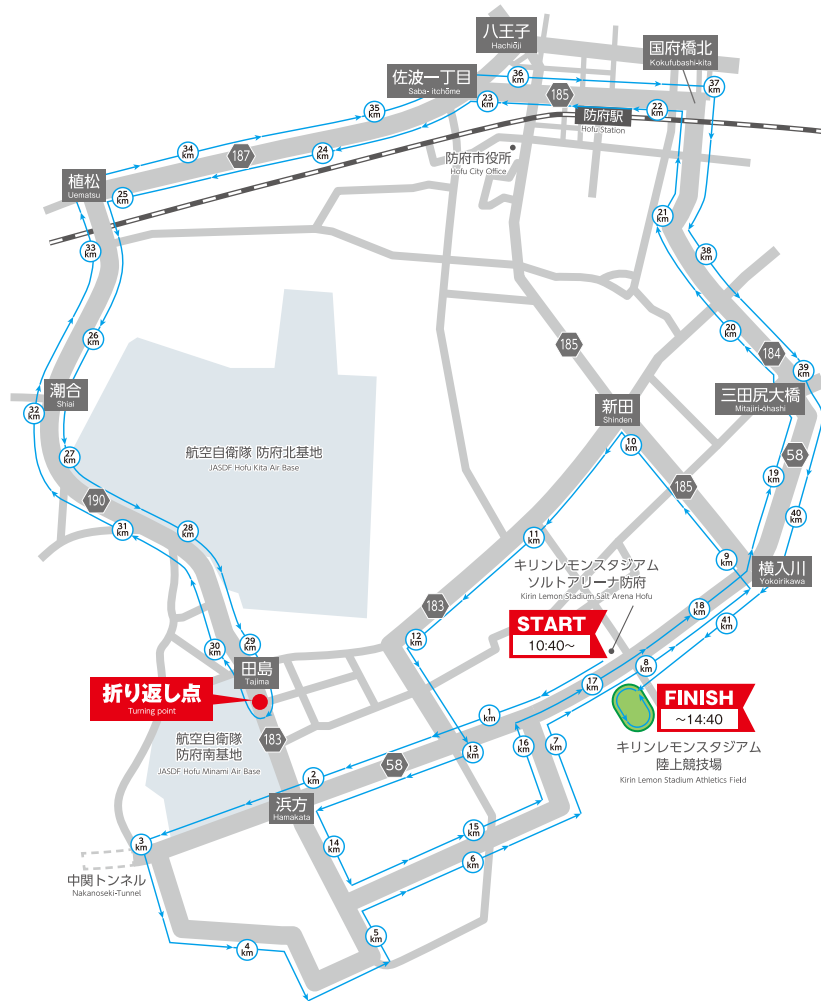 八王子
Hachiōji
国府橋北
Kokufubashi-kita
佐波一丁目
Saba- itchōme
36
km
37
km
23
km
185
22
km
防府駅
Hofu Station
35
km
34
km
187
24
km
防府市役所
Hofu City Office
植松
Uematsu
25
km
21
km
33
km
38
km
26
km
20
km
185
184
39
km
潮合
Shiai
32
km
新田
Shinden
三田尻大橋
Mitajiri-ōhashi
10
km
27
km
航空自衛隊 防府北基地
JASDF Hofu Kita Air Base
58
19
km
185
190
31
km
28
km
40
km
11
km
9
km
キリンレモンスタジアム
ソルトアリーナ防府
Kirin Lemon Stadium Salt Arena Hofu
横入川
Yokoirikawa
183
18
km
START
10:40~
41
km
12
km
30
km
29
km
田島
Tajima
8
km
17
km
折り返し点
Turning point
FINISH
~14:40
1
km
183
航空自衛隊
防府南基地
JASDF Hofu Minami Air Base
16
km
7
km
13
km
キリンレモンスタジアム
陸上競技場
Kirin Lemon Stadium Athletics Field
58
2
km
浜方
Hamakata
3
km
14
km
15
km
6
km
中関トンネル
Nakanoseki-Tunnel
5
km
4
km